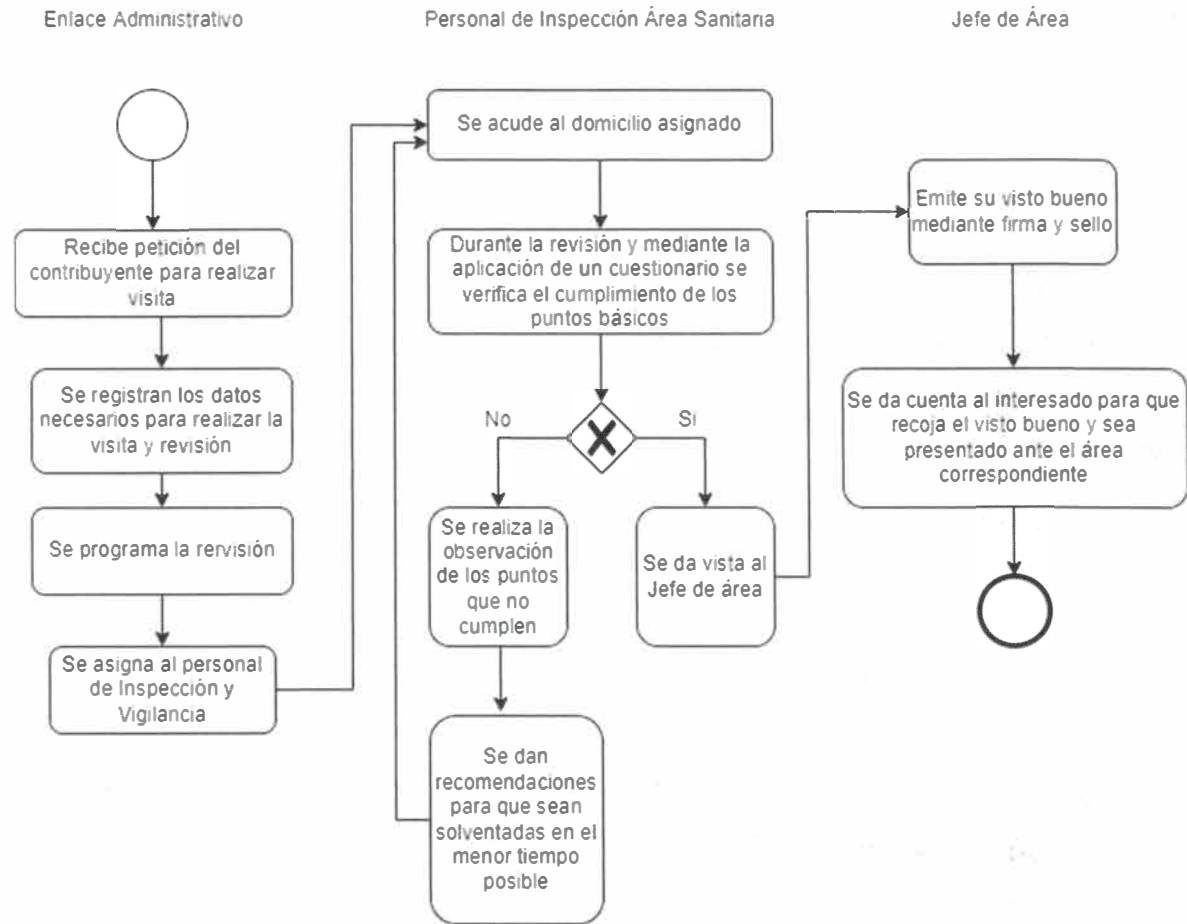 Enlace Administrativo
Personal de Inspección Área Sanitaria
Jefe de Área
Recibe petición del
contribuyente para realizar
visita
Se registran los datos
necesarios para realizar la
visita y revisión
Se programa la rervisión
Se asigna al personal
de Inspección y
Vigilancia
Se acude al domicilio asignado
Durante la revisión y mediante la
aplicación de un cuestionario se
verifica el cumplimiento de los
puntos básicos
No
Si
Se realiza la
observación
de los puntos
que no
cumplen
Se da vista al
Jefe de área
Se dan
recomendaciones
para que sean
solventadas en el
menor tiempo
posible
Emite su visto bueno
mediante firma y sello
Se da cuenta al interesado para que
recoja el visto bueno y sea
presentado ante el área
correspondiente